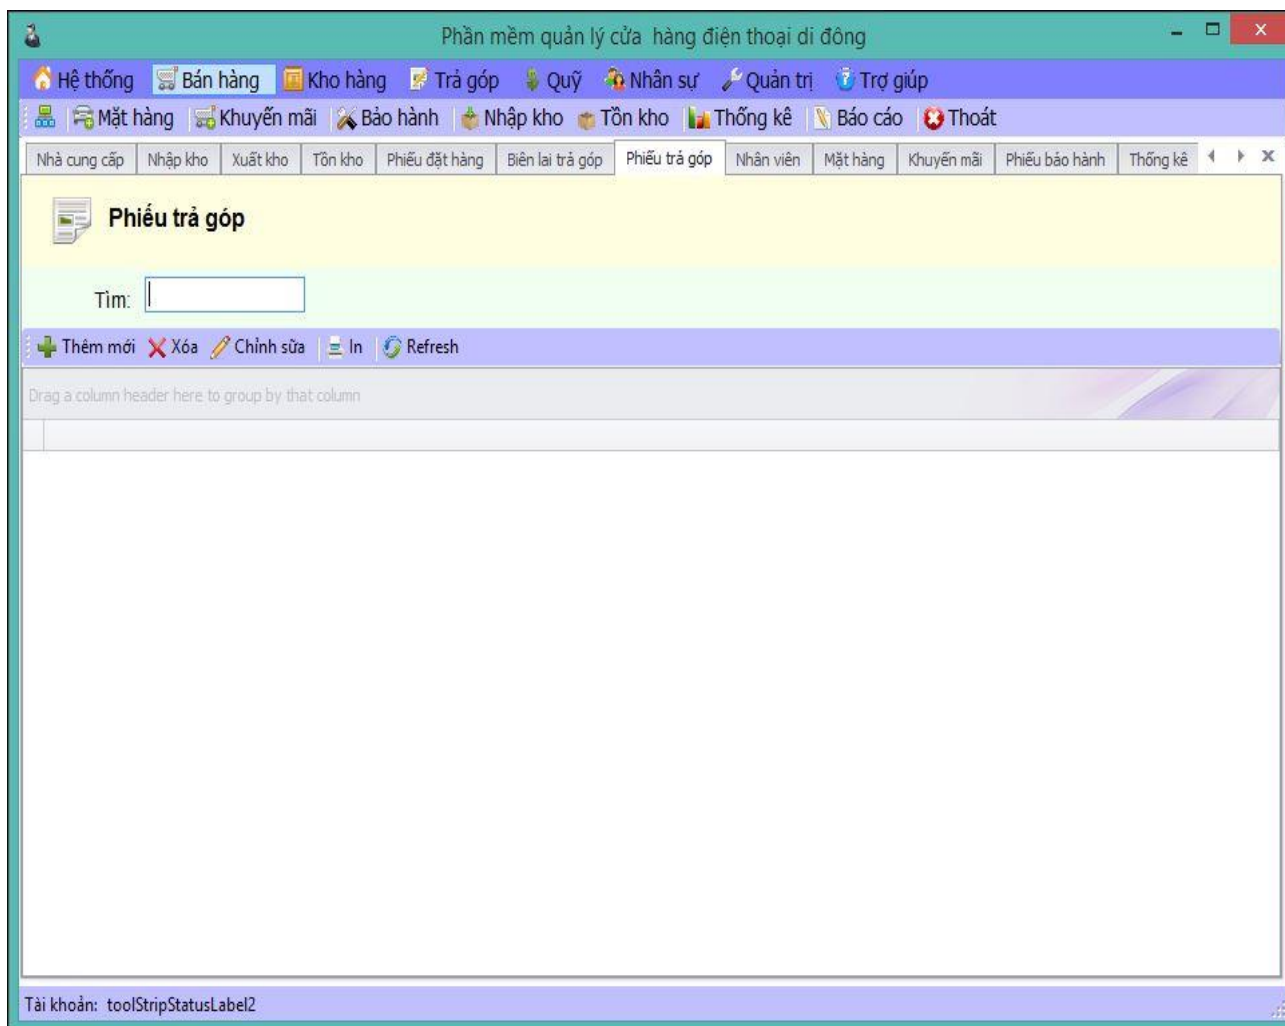 Phần mềm quản lý cửa hàng điện thoại di đông
Hệ thống Bán hàng Kho hàng Trả góp Quỹ Nhân sự Quản trị Trợ giúp
Mặt hàng Khuyến mãi Bảo hành Nhập kho Tồn kho Thống kê Báo cáo Thoát
Nhà cung cấp Nhập kho Xuất kho Tồn kho Phiếu đặt hàng Biên lai trả góp Phiếu trả góp Nhân viên Mặt hàng Khuyến mãi Phiếu bảo hành Thống kê
Phiếu trả góp
Tìm:
Thêm mới Xóa Chỉnh sữa In Refresh
Drag a column header here to group by that column
Tài khoản: toolStripStatusLabel2